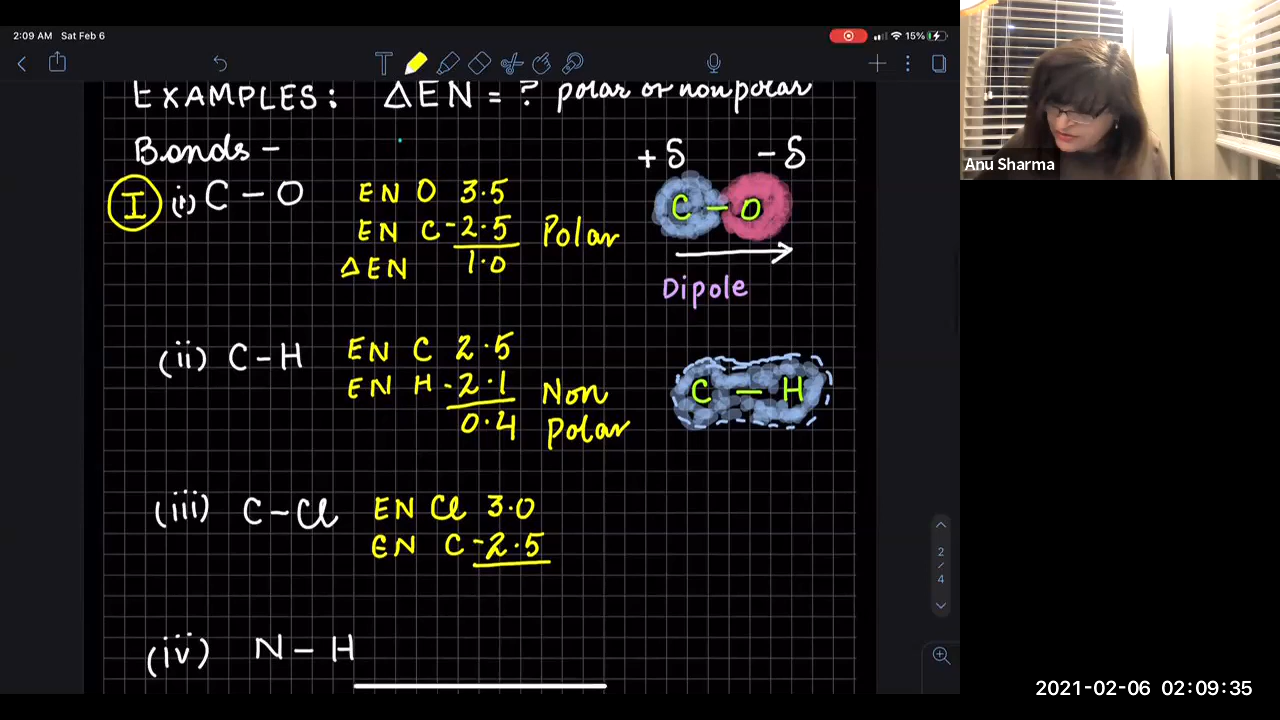 2:09 AM Sat Feb 6
15%
EXAMPLES: ΔEN = ? polar or nonpolar
Bonds -
+δ -δ
I (i) C - O
EN O 3.5
EN C -2.5 Polar
ΔEN 1.0
C - O
Dipole
(ii) C-H
EN C 2.5
EN H -2.1 Non
0.4 Polar
C - H
(iii) C-Cl
EN Cl 3.0
EN C -2.5
(iv) N - H
2
/
4
Anu Sharma
2021-02-06 02:09:35